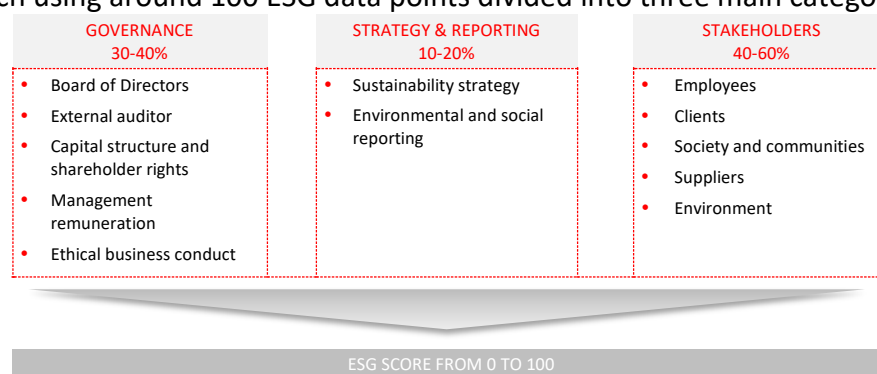 using around 100 ESG data points divided into three main
GOVERNANCE
30-40%
• Board of Directors
• External auditor
• Capital structure and
shareholder rights
• Management
remuneration
• Ethical business conduct
STRATEGY & REPORTING
10-20%
• Sustainability strategy
• Environmental and social
reporting
STAKEHOLDERS
40-60%
• Employees
• Clients
• Society and communities
• Suppliers
• Environment
ESG SCORE FROM 0 TO 100